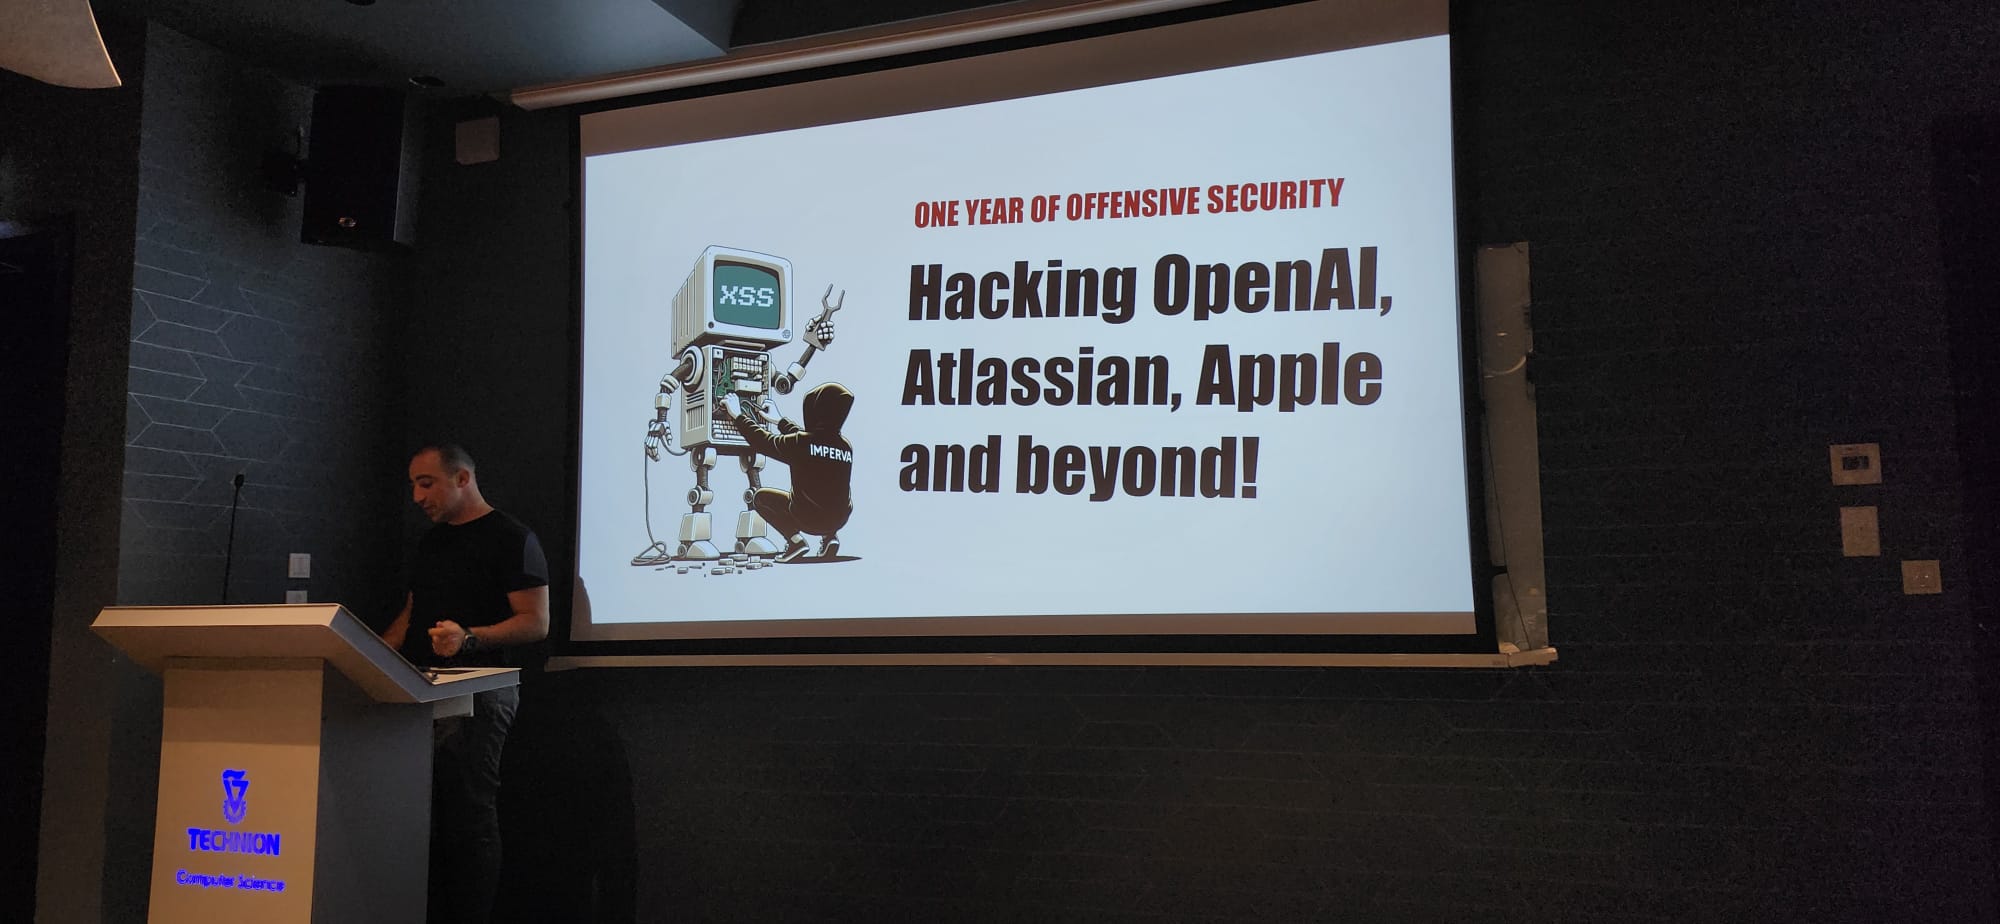 ONE YEAR OF OFFENSIVE SECURITY
Hacking OpenAI,
Atlassian, Apple
and beyond!
XSS
IMPERVA
TECHNION
Computer Science